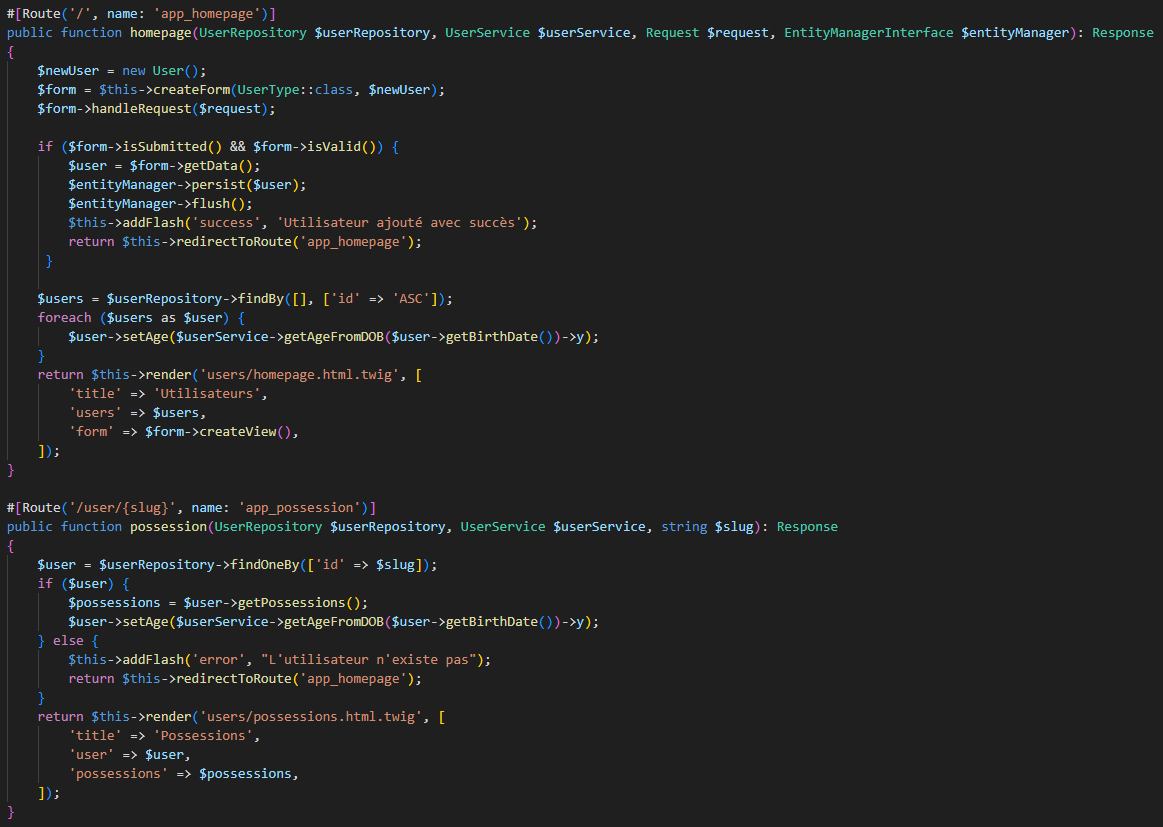 #[Route('/', name: 'app_homepage')]
public function homepage(UserRepository $userRepository, UserService $userService, Request $request, EntityManagerInterface $entityManager): Response
{
    $newUser = new User();
    $form = $this->createForm(UserType::class, $newUser);
    $form->handleRequest($request);

    if ($form->isSubmitted() && $form->isValid()) {
        $user = $form->getData();
        $entityManager->persist($user);
        $entityManager->flush();
        $this->addFlash('success', 'Utilisateur ajouté avec succès');
        return $this->redirectToRoute('app_homepage');
     }

    $users = $userRepository->findBy([], ['id' => 'ASC']);
    foreach ($users as $user) {
        $user->setAge($userService->getAgeFromDOB($user->getBirthDate())->y);
    }
    return $this->render('users/homepage.html.twig', [
        'title' => 'Utilisateurs',
        'users' => $users,
        'form' => $form->createView(),
    ]);
}

#[Route('/user/{slug}', name: 'app_possession')]
public function possession(UserRepository $userRepository, UserService $userService, string $slug): Response
{
    $user = $userRepository->findOneBy(['id' => $slug]);
    if ($user) {
        $possessions = $user->getPossessions();
        $user->setAge($userService->getAgeFromDOB($user->getBirthDate())->y);
    } else {
        $this->addFlash('error', "L'utilisateur n'existe pas");
        return $this->redirectToRoute('app_homepage');
    }
    return $this->render('users/possessions.html.twig', [
        'title' => 'Possessions',
        'user' => $user,
        'possessions' => $possessions,
    ]);
}